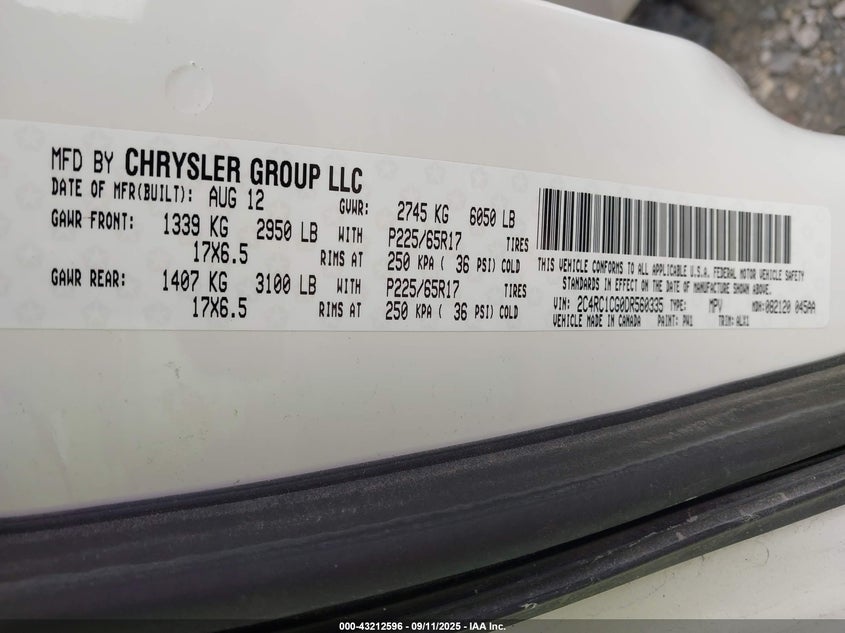 MFD BY CHRYSLER GROUP LLC
DATE OF MFR(BUILT): AUG 12 GVWR: 2745 KG 6050 LB
GAWR FRONT: 1339 KG 2950 LB WITH P225/65R17 TIRES
17X6.5 RIMS AT 250 KPA ( 36 PSI) COLD
GAWR REAR: 1407 KG 3100 LB WITH P225/65R17 TIRES
17X6.5 RIMS AT 250 KPA ( 36 PSI) COLD
THIS VEHICLE CONFORMS TO ALL APPLICABLE U.S.A. FEDERAL MOTOR VEHICLE SAFETY
STANDARDS IN EFFECT ON THE DATE OF MANUFACTURE SHOWN ABOVE.
VIN: 2C4RC1CG0DR560335 TYPE: MPV MDH: 082120 045AA
VEHICLE MADE IN CANADA PAINT: PW1 TRIM: ALX1
000-43212596 - 09/11/2025 - IAA Inc.